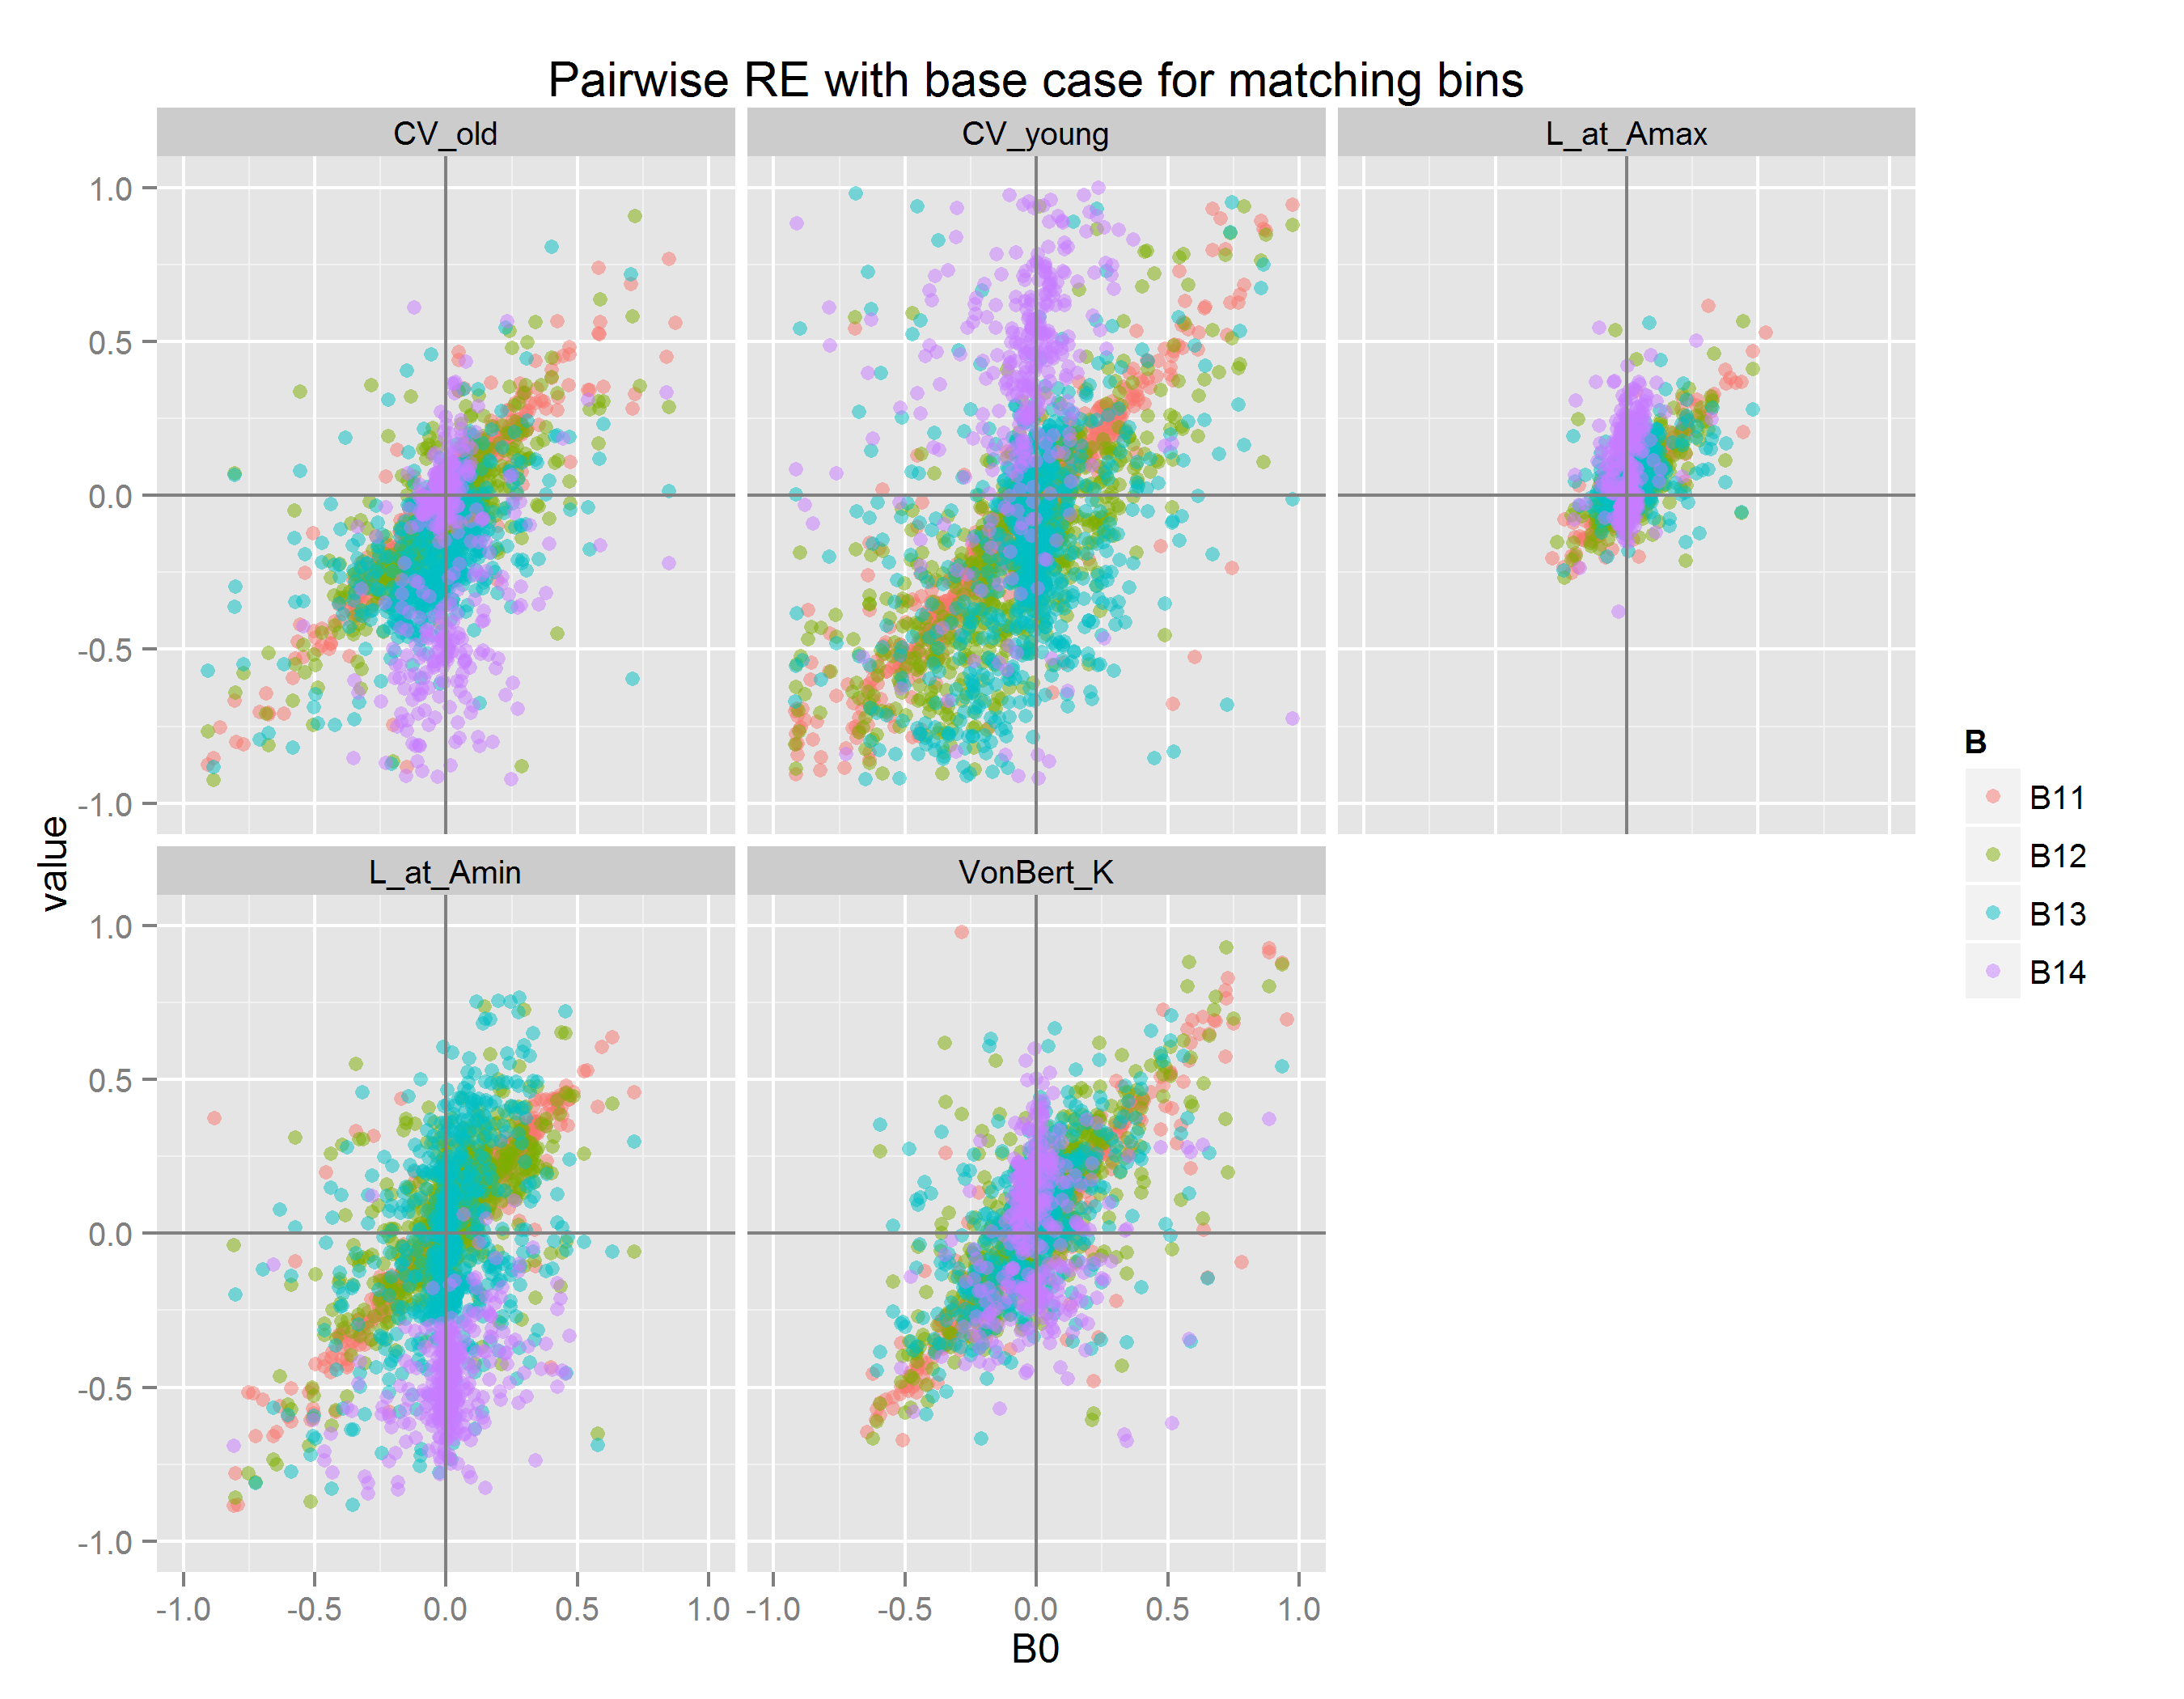 Pairwise RE with base case for matching bins
CV_old CV_young L_at_Amax
1.0
0.5
0.0
-0.5
-1.0
value
L_at_Amin VonBert_K
1.0
0.5
0.0
-0.5
-1.0
-1.0 -0.5 0.0 0.5 1.0 -1.0 -0.5 0.0 0.5 1.0
B0
B
B11
B12
B13
B14